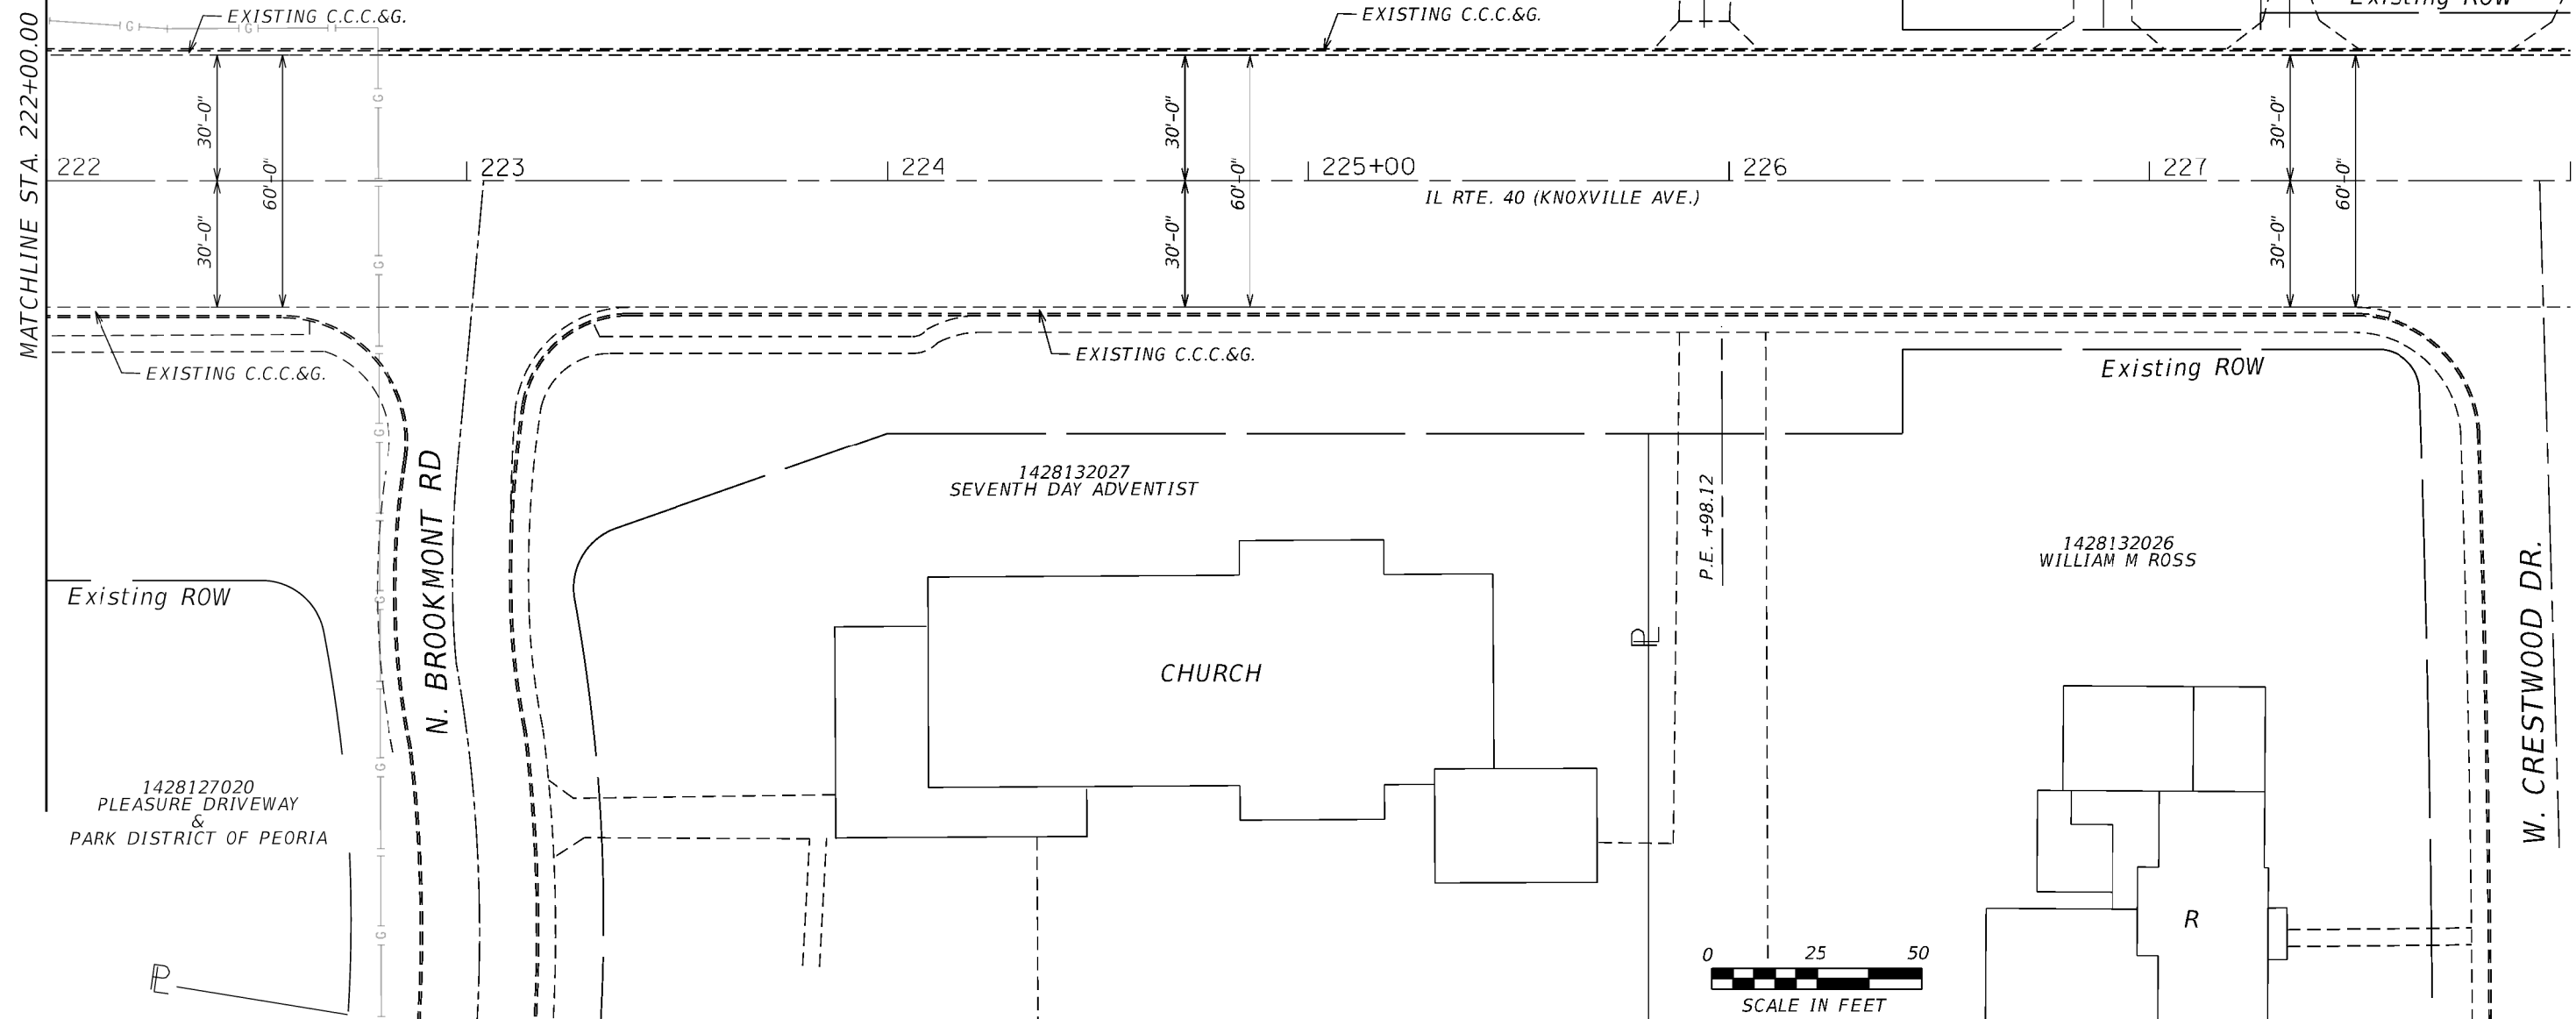 MATCHLINE STA. 222+00.00
EXISTING C.C.C.&G.
EXISTING C.C.C.&G.
Existing ROW
G
G
G
30'-0"
30'-0"
60'-0"
30'-0"
30'-0"
60'-0"
30'-0"
30'-0"
60'-0"
222
223
224
225+00
226
227
IL RTE. 40 (KNOXVILLE AVE.)
G
EXISTING C.C.C.&G.
EXISTING C.C.C.&G.
Existing ROW
G
N. BROOKMONT RD
1428132027
SEVENTH DAY ADVENTIST
P.E. +98.12
1428132026
WILLIAM M ROSS
W. CRESTWOOD DR.
Existing ROW
G
PL
CHURCH
G
1428127020
PLEASURE DRIVEWAY
&
PARK DISTRICT OF PEORIA
R
G
PL
0 25 50
SCALE IN FEET